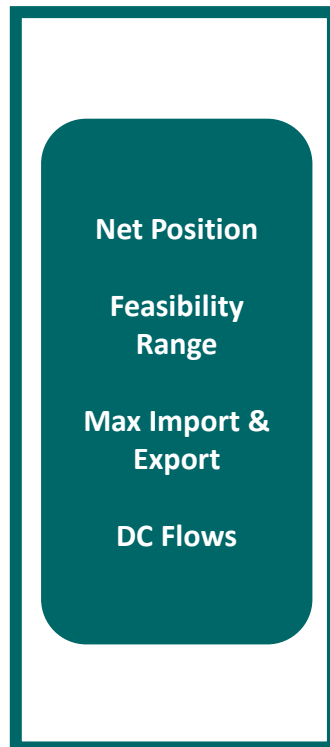 Net Position
Feasibility
Range
Max Import &
Export
DC Flows